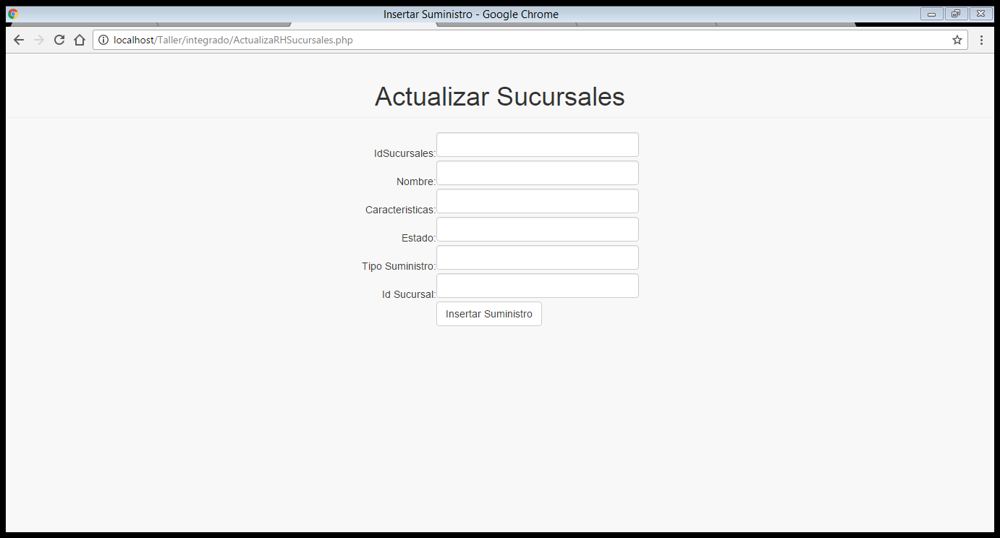 Insertar Suministro - Google Chrome
localhost/Taller/integrado/ActualizaRHSucursales.php
Actualizar Sucursales
IdSucursales:
Nombre:
Caracteristicas:
Estado:
Tipo Suministro:
Id Sucursal:
Insertar Suministro